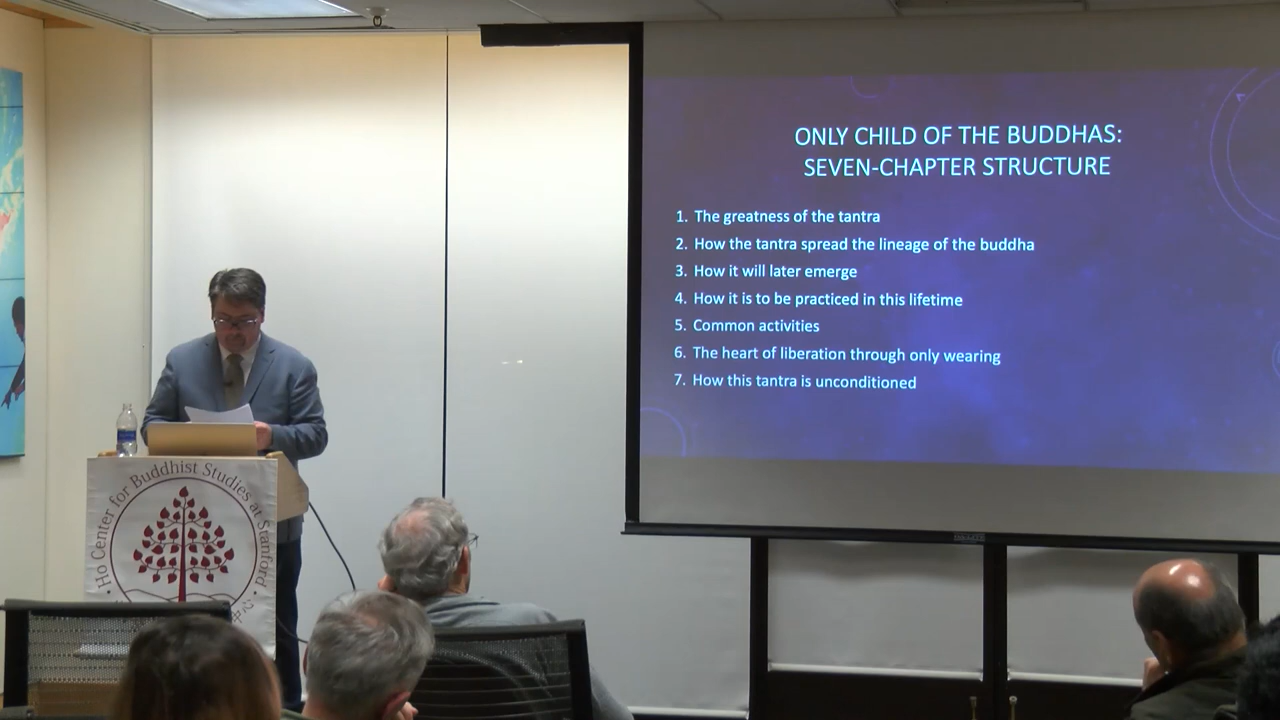 ONLY CHILD OF THE BUDDHAS:
SEVEN-CHAPTER STRUCTURE
1. The greatness of the tantra
2. How the tantra spread the lineage of the buddha
3. How it will later emerge
4. How it is to be practiced in this lifetime
5. Common activities
6. The heart of liberation through only wearing
7. How this tantra is unconditioned
· Ho Center for Buddhist Studies at Stanford ·